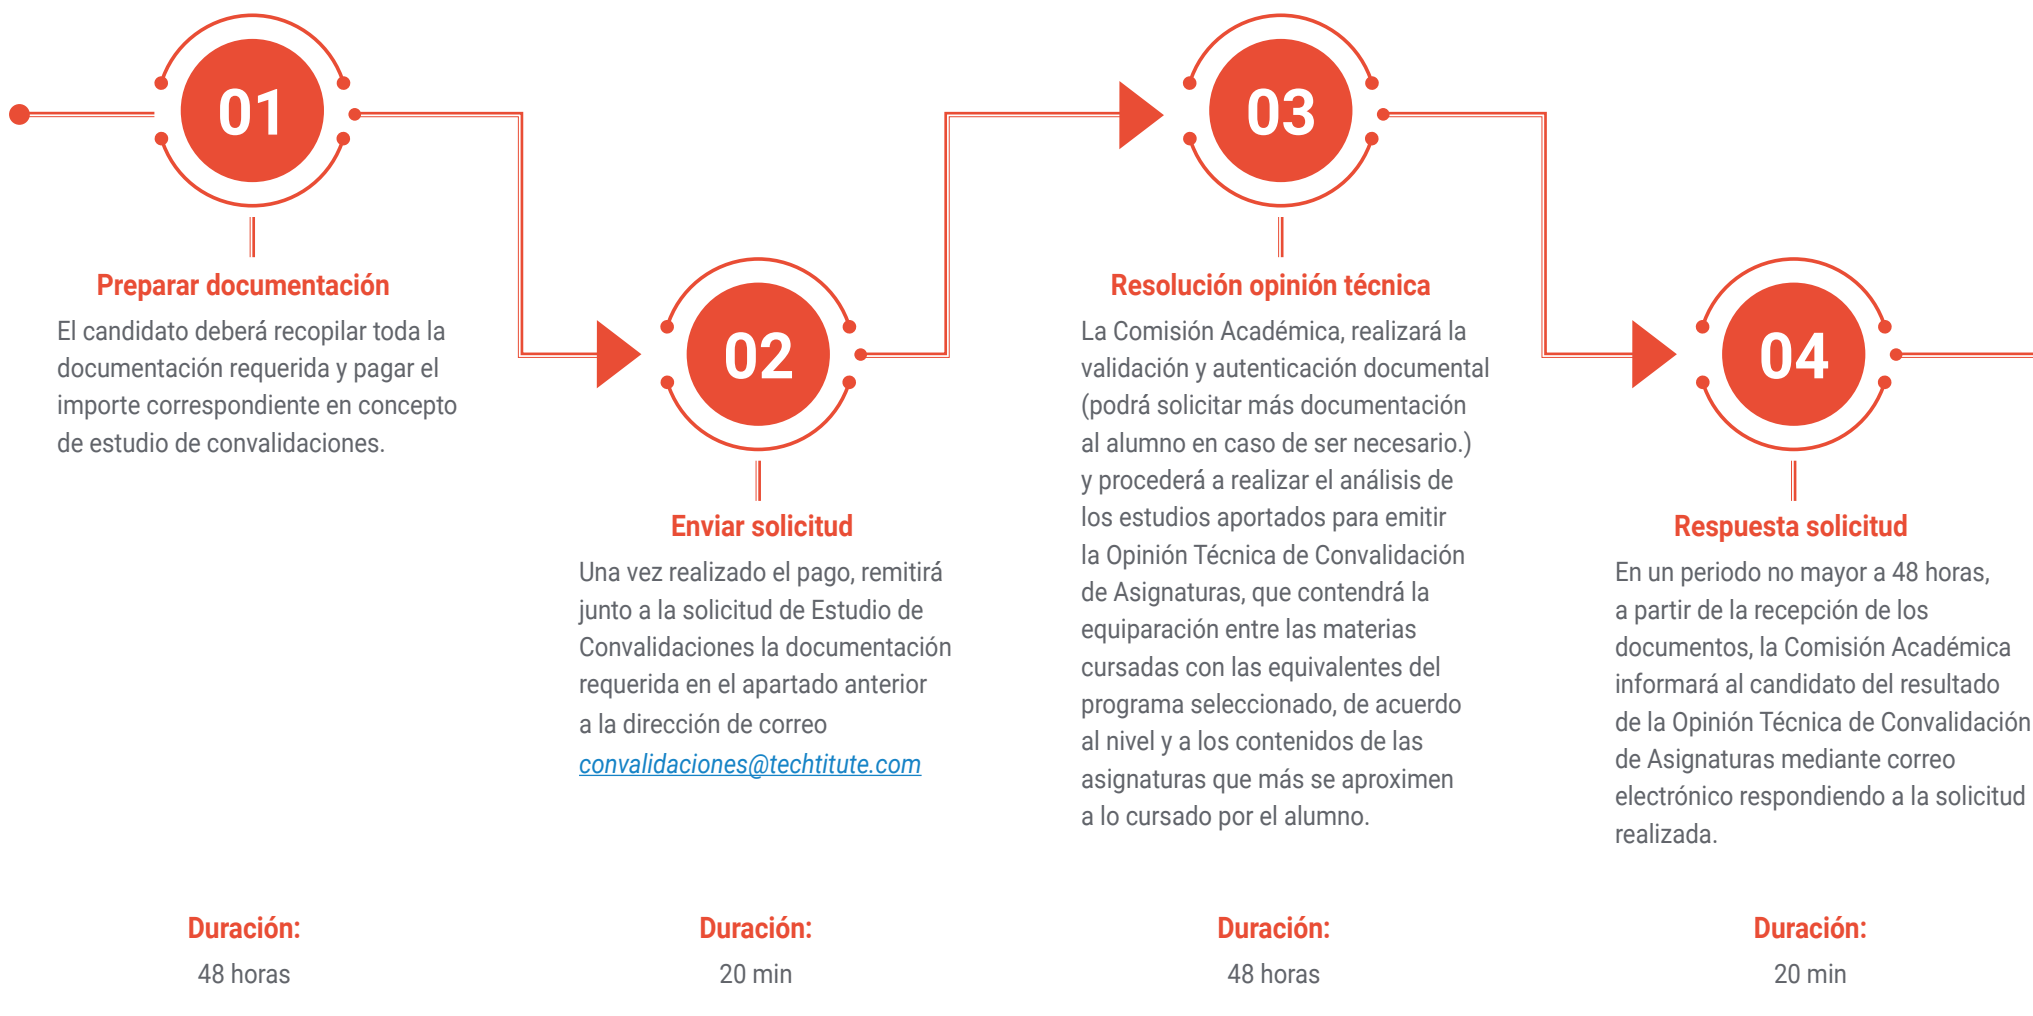 01
Preparar documentación
El candidato deberá recopilar toda la
documentación requerida y pagar el
importe correspondiente en concepto
de estudio de convalidaciones.
Duración:
48 horas
02
Enviar solicitud
Una vez realizado el pago, remitirá
junto a la solicitud de Estudio de
Convalidaciones la documentación
requerida en el apartado anterior
a la dirección de correo
convalidaciones@techtitute.com
Duración:
20 min
03
Resolución opinión técnica
La Comisión Académica, realizará la
validación y autenticación documental
(podrá solicitar más documentación
al alumno en caso de ser necesario.)
y procederá a realizar el análisis de
los estudios aportados para emitir
la Opinión Técnica de Convalidación
de Asignaturas, que contendrá la
equiparación entre las materias
cursadas con las equivalentes del
programa seleccionado, de acuerdo
al nivel y a los contenidos de las
asignaturas que más se aproximen
a lo cursado por el alumno.
Duración:
48 horas
04
Respuesta solicitud
En un periodo no mayor a 48 horas,
a partir de la recepción de los
documentos, la Comisión Académica
informará al candidato del resultado
de la Opinión Técnica de Convalidación
de Asignaturas mediante correo
electrónico respondiendo a la solicitud
realizada.
Duración:
20 min